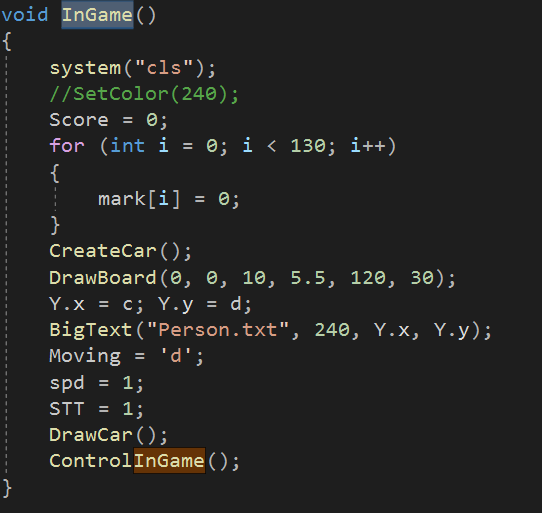 void InGame()
{
    system("cls");
    //SetColor(240);
    Score = 0;
    for (int i = 0; i < 130; i++)
    {
        mark[i] = 0;
    }
    CreateCar();
    DrawBoard(0, 0, 10, 5.5, 120, 30);
    Y.x = c; Y.y = d;
    BigText("Person.txt", 240, Y.x, Y.y);
    Moving = 'd';
    spd = 1;
    STT = 1;
    DrawCar();
    ControlInGame();
}